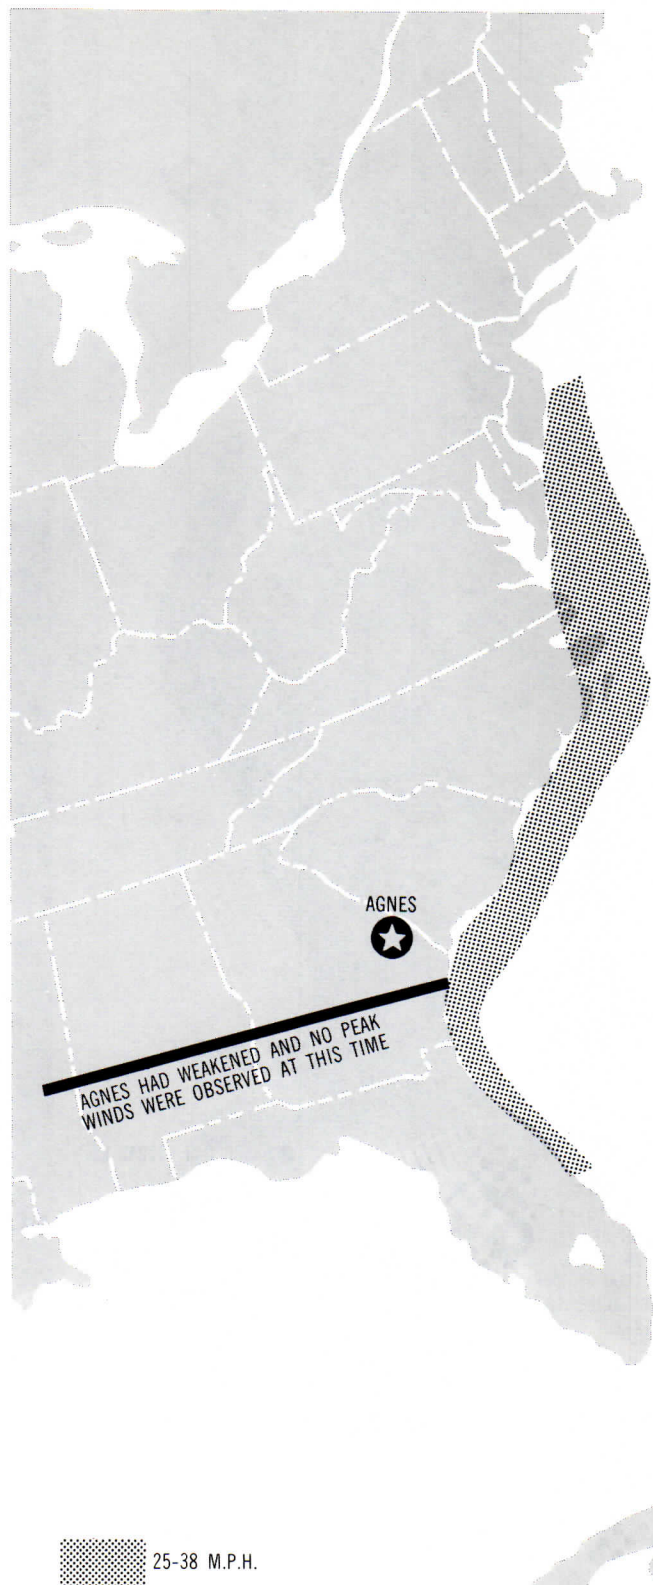 AGNES
AGNES HAD WEAKENED AND NO PEAK
WINDS WERE OBSERVED AT THIS TIME
25-38 M.P.H.